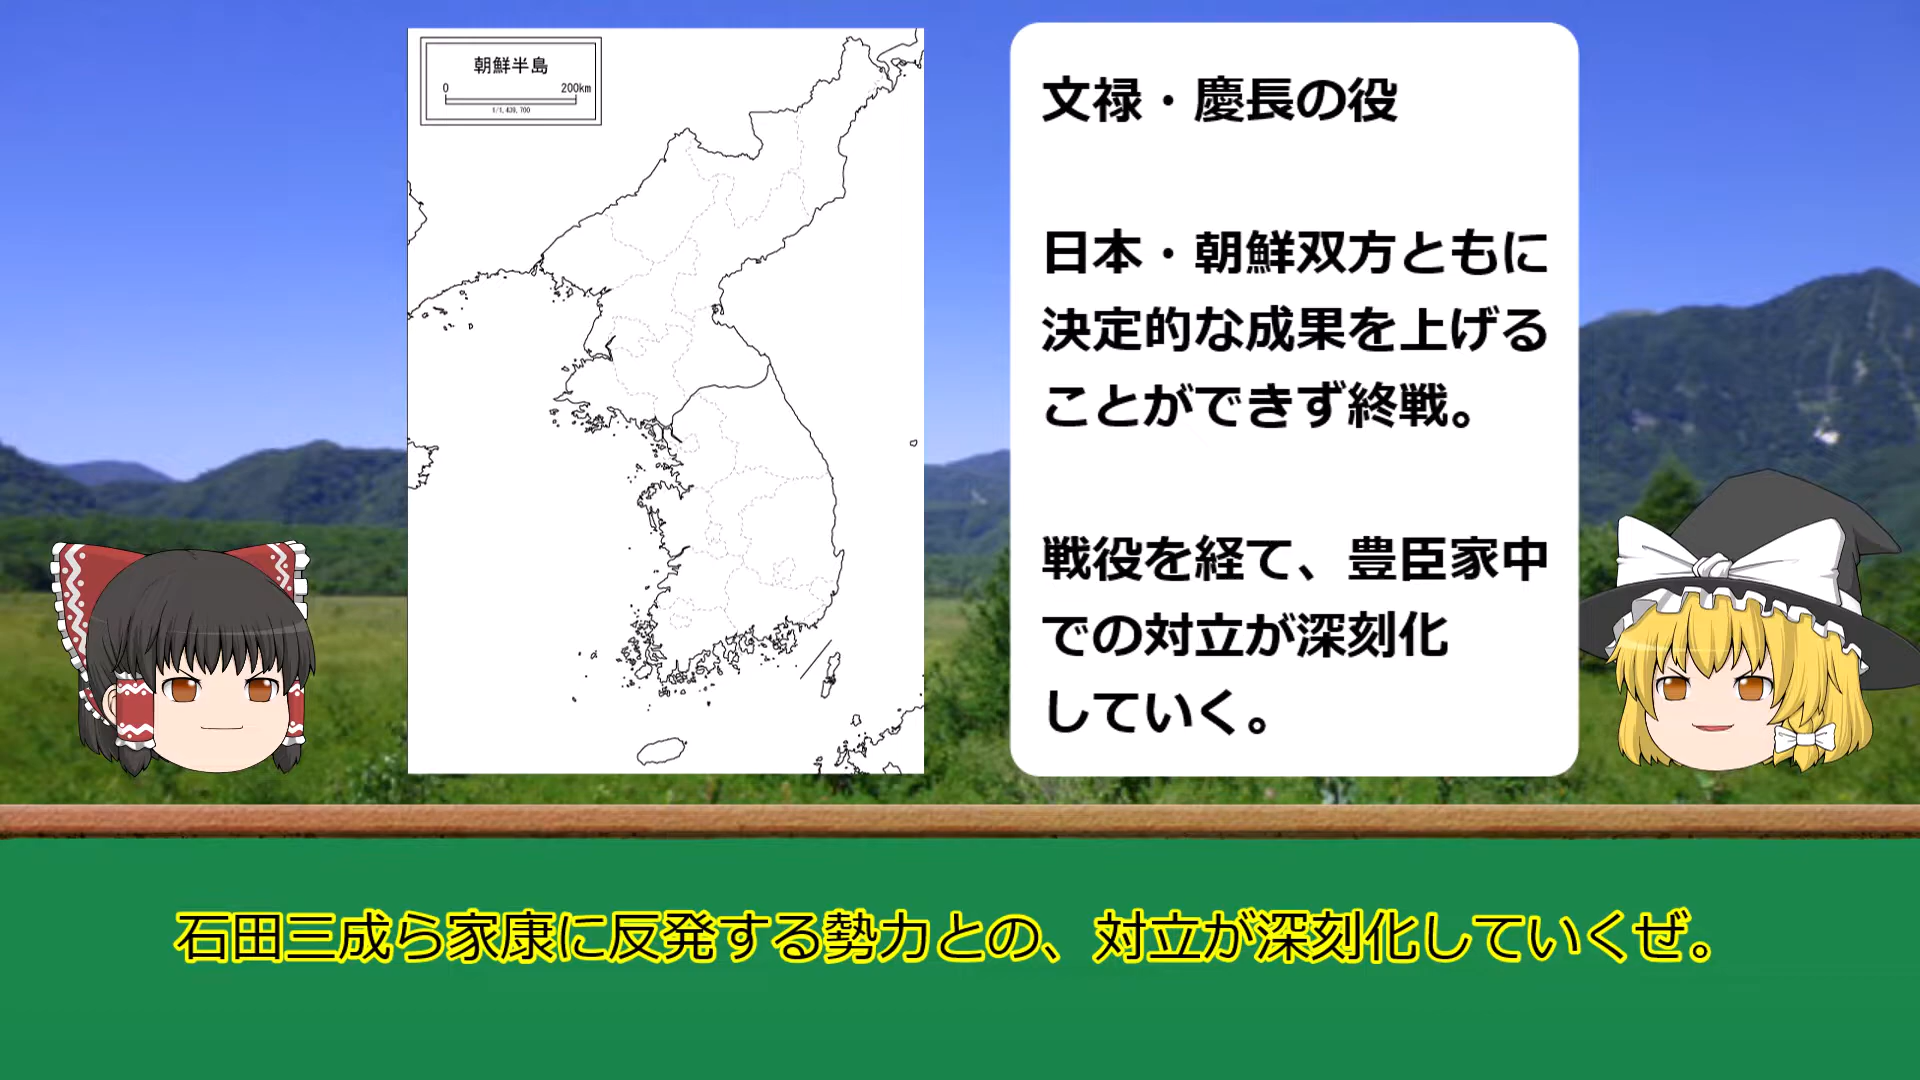 朝鮮半島
0 200km
1/1,439,700
文禄・慶長の役
日本・朝鮮双方ともに
決定的な成果を上げる
ことができず終戦。
戦役を経て、豊臣家中
での対立が深刻化
していく。
石田三成ら家康に反発する勢力との、対立が深刻化していくぜ。